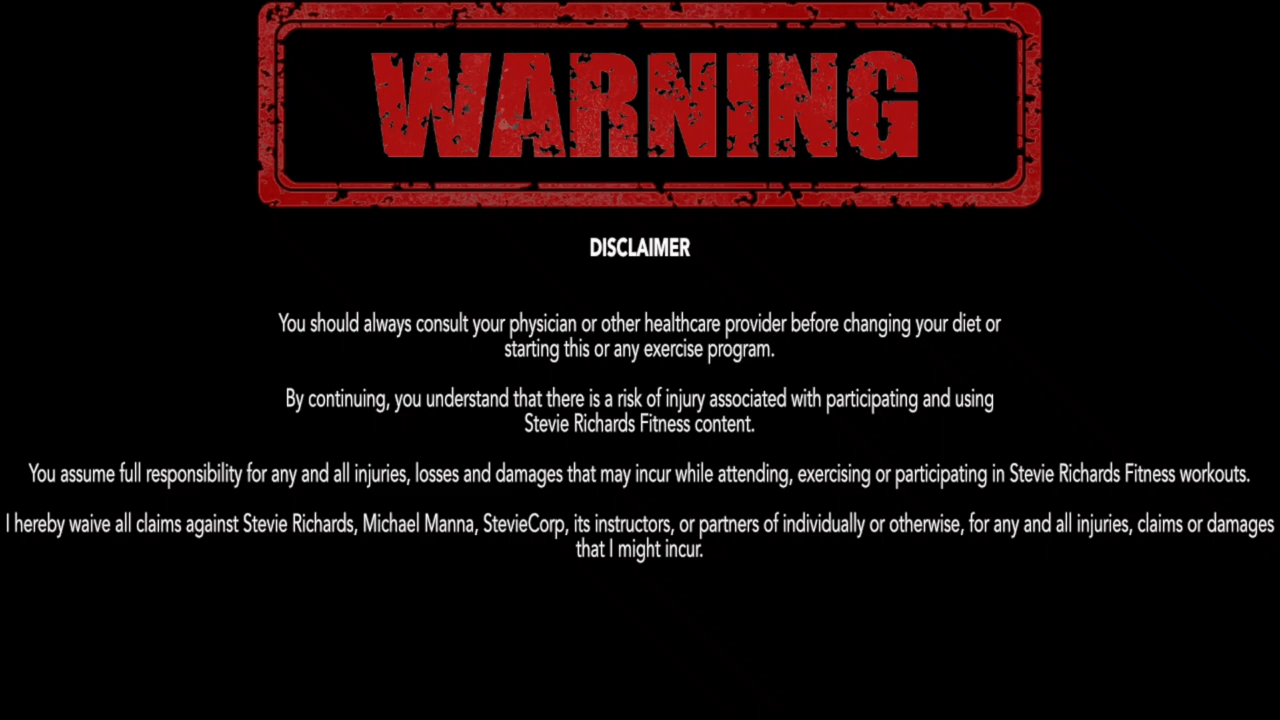 WARNING
DISCLAIMER
You should always consult your physician or other healthcare provider before changing your diet or
starting this or any exercise program.
By continuing, you understand that there is a risk of injury associated with participating and using
Stevie Richards Fitness content.
You assume full responsibility for any and all injuries, losses and damages that may incur while attending, exercising or participating in Stevie Richards Fitness workouts.
I hereby waive all claims against Stevie Richards, Michael Manna, StevieCorp, its instructors, or partners of individually or otherwise, for any and all injuries, claims or damages
that I might incur.